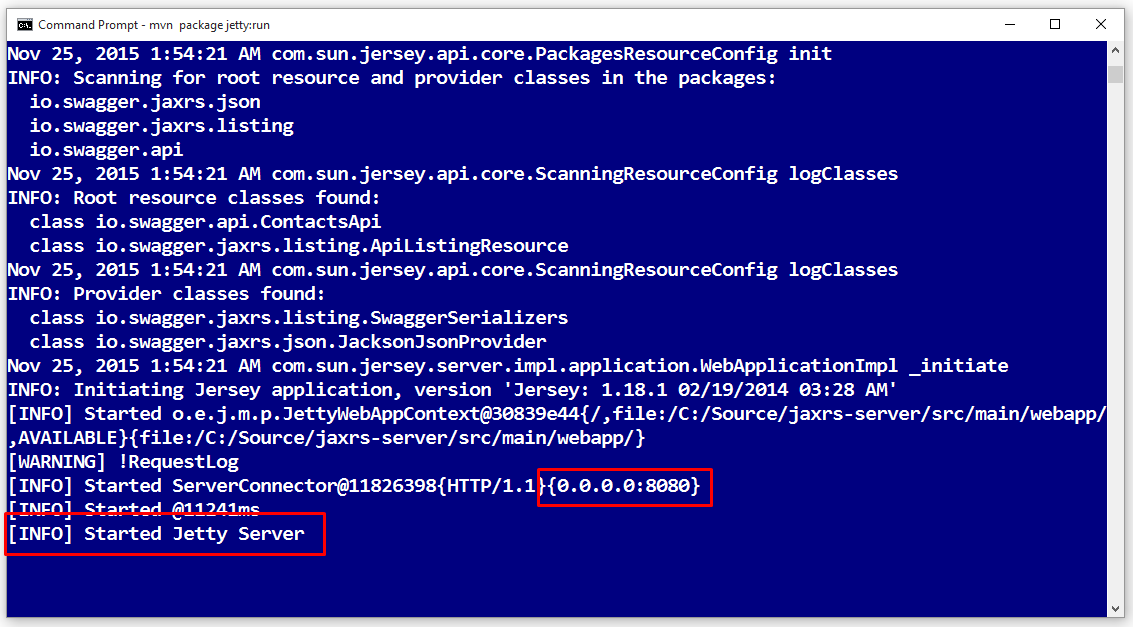 Command Prompt - mvn  package jetty:run
Nov 25, 2015 1:54:21 AM com.sun.jersey.api.core.PackagesResourceConfig init
INFO: Scanning for root resource and provider classes in the packages:
  io.swagger.jaxrs.json
  io.swagger.jaxrs.listing
  io.swagger.api
Nov 25, 2015 1:54:21 AM com.sun.jersey.api.core.ScanningResourceConfig logClasses
INFO: Root resource classes found:
  class io.swagger.api.ContactsApi
  class io.swagger.jaxrs.listing.ApiListingResource
Nov 25, 2015 1:54:21 AM com.sun.jersey.api.core.ScanningResourceConfig logClasses
INFO: Provider classes found:
  class io.swagger.jaxrs.listing.SwaggerSerializers
  class io.swagger.jaxrs.json.JacksonJsonProvider
Nov 25, 2015 1:54:21 AM com.sun.jersey.server.impl.application.WebApplicationImpl _initiate
INFO: Initiating Jersey application, version 'Jersey: 1.18.1 02/19/2014 03:28 AM'
[INFO] Started o.e.j.m.p.JettyWebAppContext@30839e44{/,file:/C:/Source/jaxrs-server/src/main/webapp/
,AVAILABLE}{file:/C:/Source/jaxrs-server/src/main/webapp/}
[WARNING] !RequestLog
[INFO] Started ServerConnector@11826398{HTTP/1.1}{0.0.0.0:8080}
[INFO] Started @11241ms
[INFO] Started Jetty Server